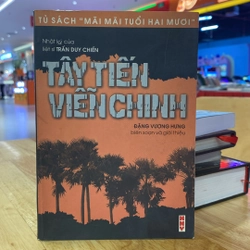 TỦ SÁCH "MÃI MÃI TUỔI HAI MƯƠI"
Nhật ký của
liệt sĩ TRẦN DUY CHIẾN
TÂY TIẾN
VIỄN CHINH
ĐẶNG VƯƠNG HƯNG
biên soạn và giới thiệu